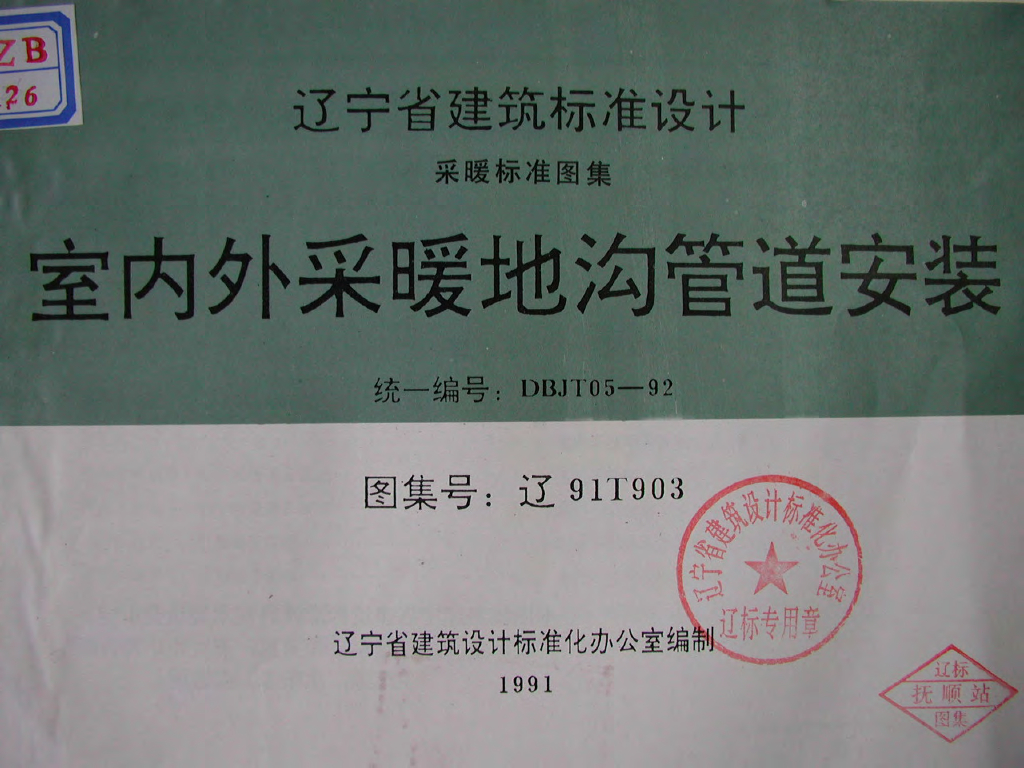 ZB
26
辽宁省建筑标准设计
采暖标准图集
室内外采暖地沟管道安装
统一编号：DBJT05—92
图集号：辽 91T903
辽宁省建筑设计标准化办公室
辽标专用章
辽宁省建筑设计标准化办公室编制
1991
辽标
抚顺站
图集